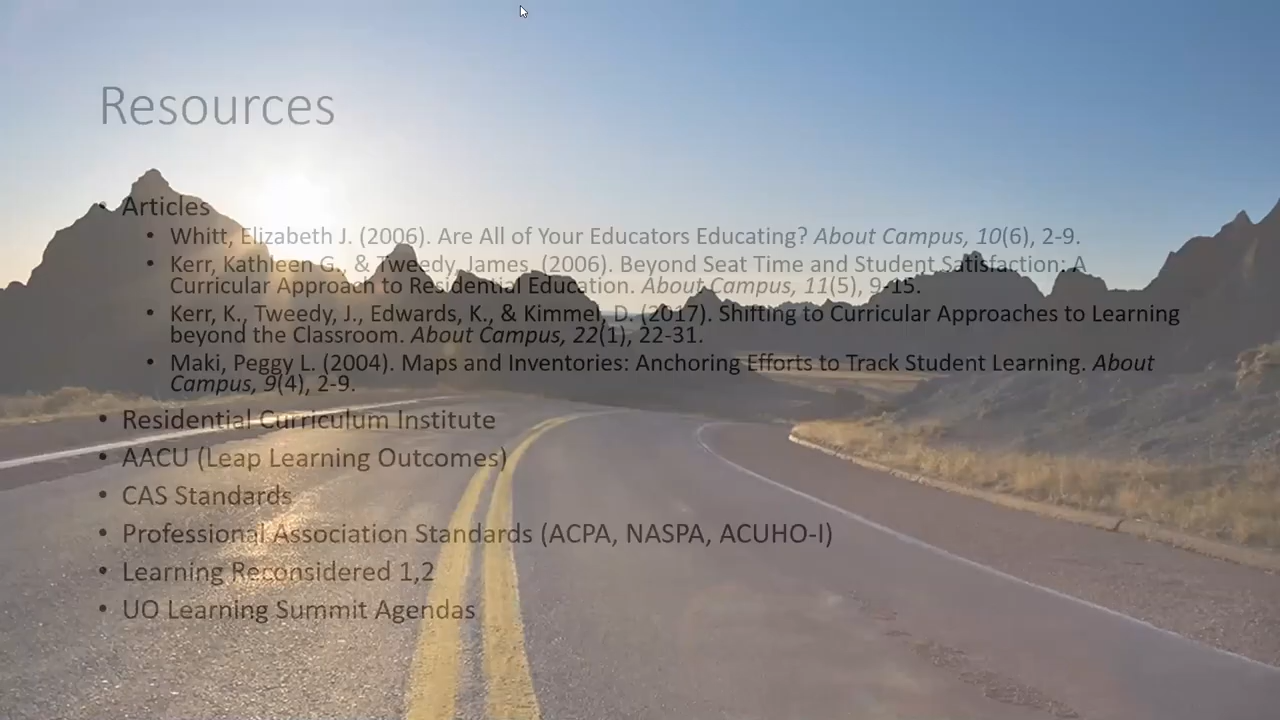 Resources
• Articles
• Whitt, Elizabeth J. (2006). Are All of Your Educators Educating? About Campus, 10(6), 2-9.
• Kerr, Kathleen G., & Tweedy, James, (2006). Beyond Seat Time and Student Satisfaction: A
Curricular Approach to Residential Education. About Campus, 11(5), 9-15.
• Kerr, K., Tweedy, J., Edwards, K., & Kimmel, D. (2017). Shifting to Curricular Approaches to Learning
beyond the Classroom. About Campus, 22(1), 22-31.
• Maki, Peggy L. (2004). Maps and Inventories: Anchoring Efforts to Track Student Learning. About
Campus, 9(4), 2-9.
• Residential Curriculum Institute
• AACU (Leap Learning Outcomes)
• CAS Standards
• Professional Association Standards (ACPA, NASPA, ACUHO-I)
• Learning Reconsidered 1,2
• UO Learning Summit Agendas